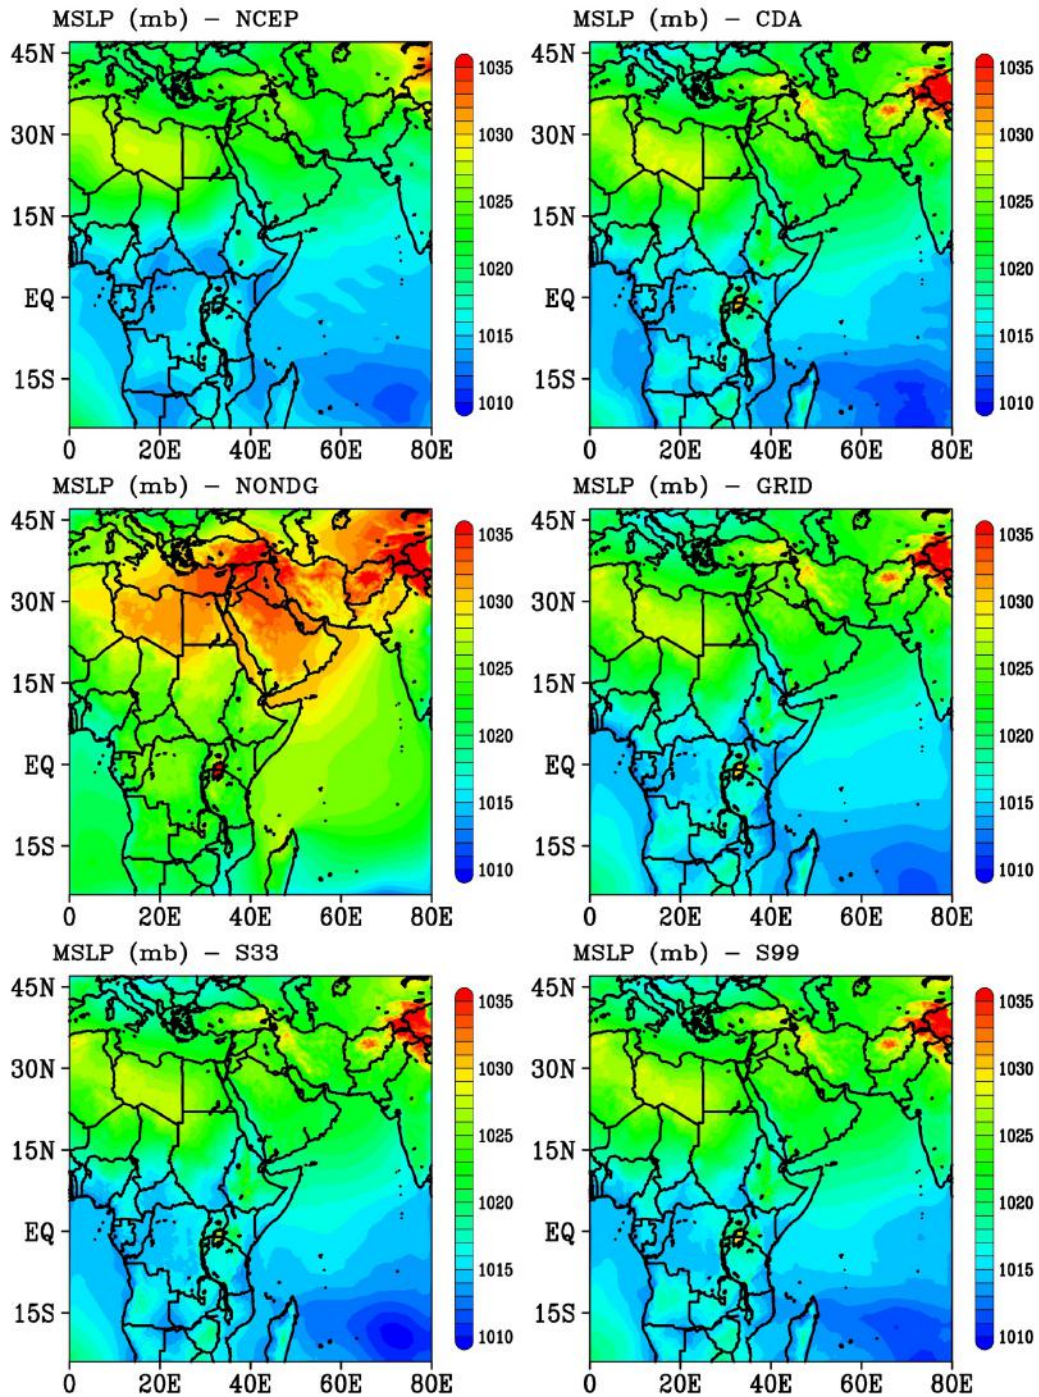 MSLP (mb) – NCEP
45N
30N
15N
EQ
15S
0 20E 40E 60E 80E
1035
1030
1025
1020
1015
1010
MSLP (mb) – CDA
45N
30N
15N
EQ
15S
0 20E 40E 60E 80E
1035
1030
1025
1020
1015
1010
MSLP (mb) – NONDG
45N
30N
15N
EQ
15S
0 20E 40E 60E 80E
1035
1030
1025
1020
1015
1010
MSLP (mb) – GRID
45N
30N
15N
EQ
15S
0 20E 40E 60E 80E
1035
1030
1025
1020
1015
1010
MSLP (mb) – S33
45N
30N
15N
EQ
15S
0 20E 40E 60E 80E
1035
1030
1025
1020
1015
1010
MSLP (mb) – S99
45N
30N
15N
EQ
15S
0 20E 40E 60E 80E
1035
1030
1025
1020
1015
1010